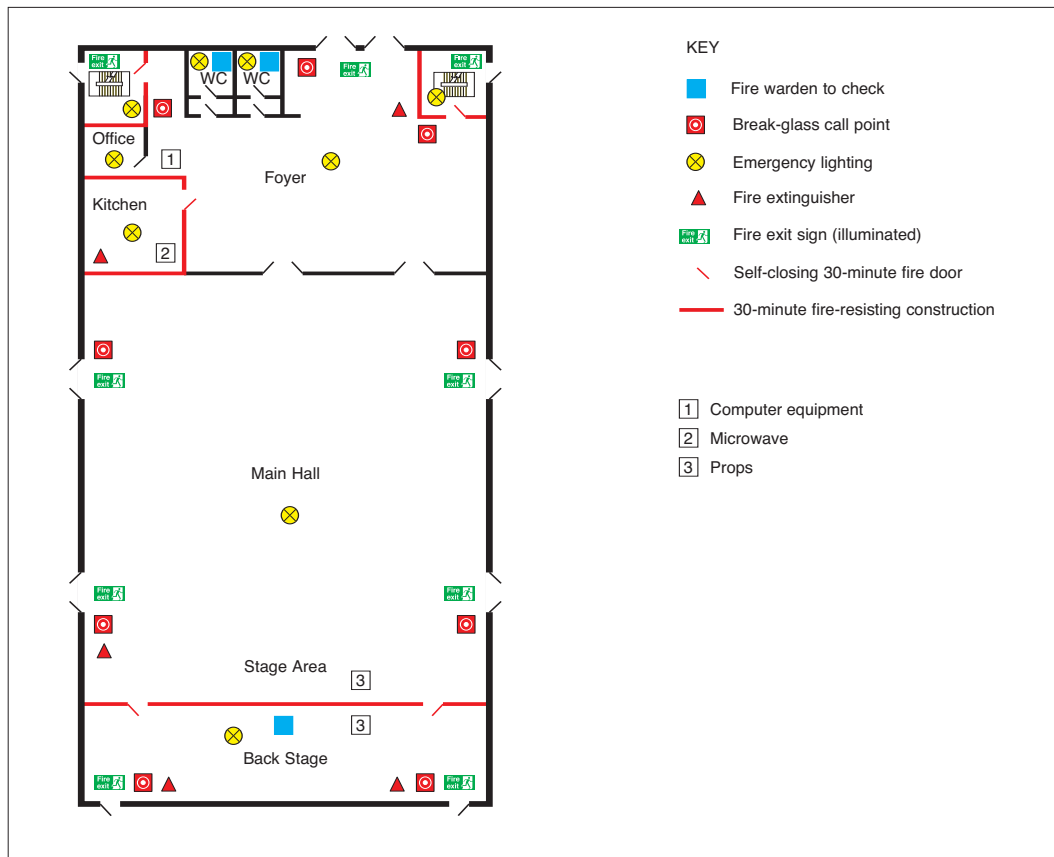 KEY
Fire warden to check
Break-glass call point
Emergency lighting
Fire extinguisher
Fire exit Fire exit sign (illuminated)
Self-closing 30-minute fire door
30-minute fire-resisting construction
1 Computer equipment
2 Microwave
3 Props
Fire exit
Fire exit
Fire exit
WC
WC
Office
1
Foyer
Kitchen
2
Fire exit
Fire exit
Main Hall
Fire exit
Fire exit
Stage Area
3
3
Back Stage
Fire exit
Fire exit